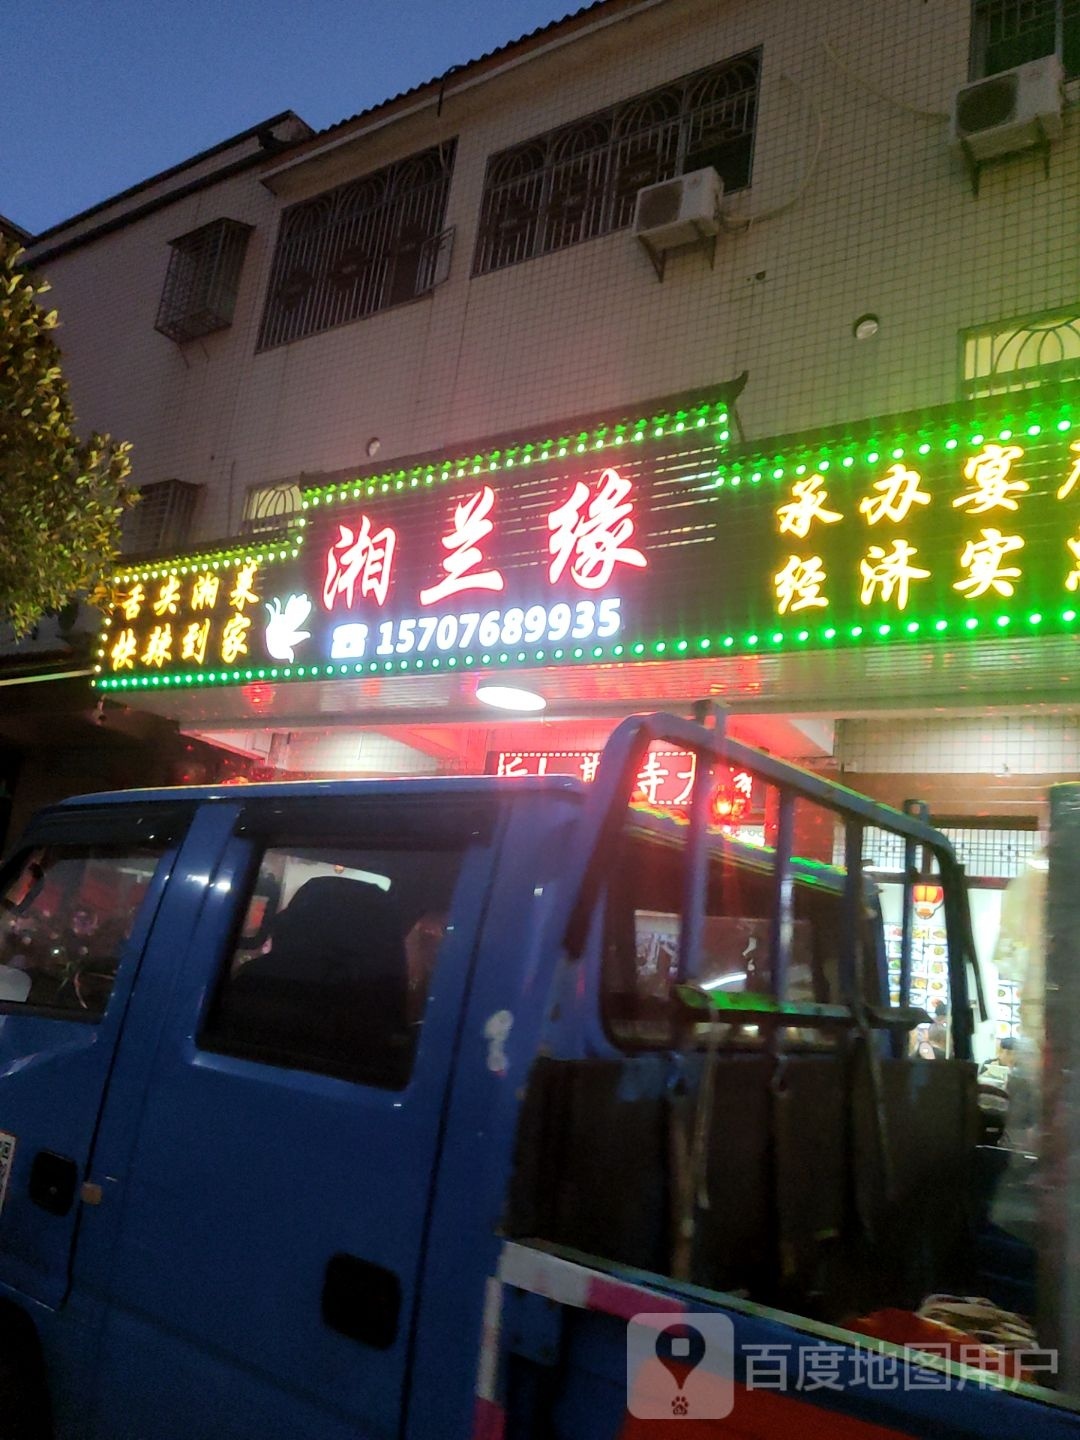 湘兰缘
15707689935
舌尖湘菜
快辣到家
承办宴
经济实
百度地图用户